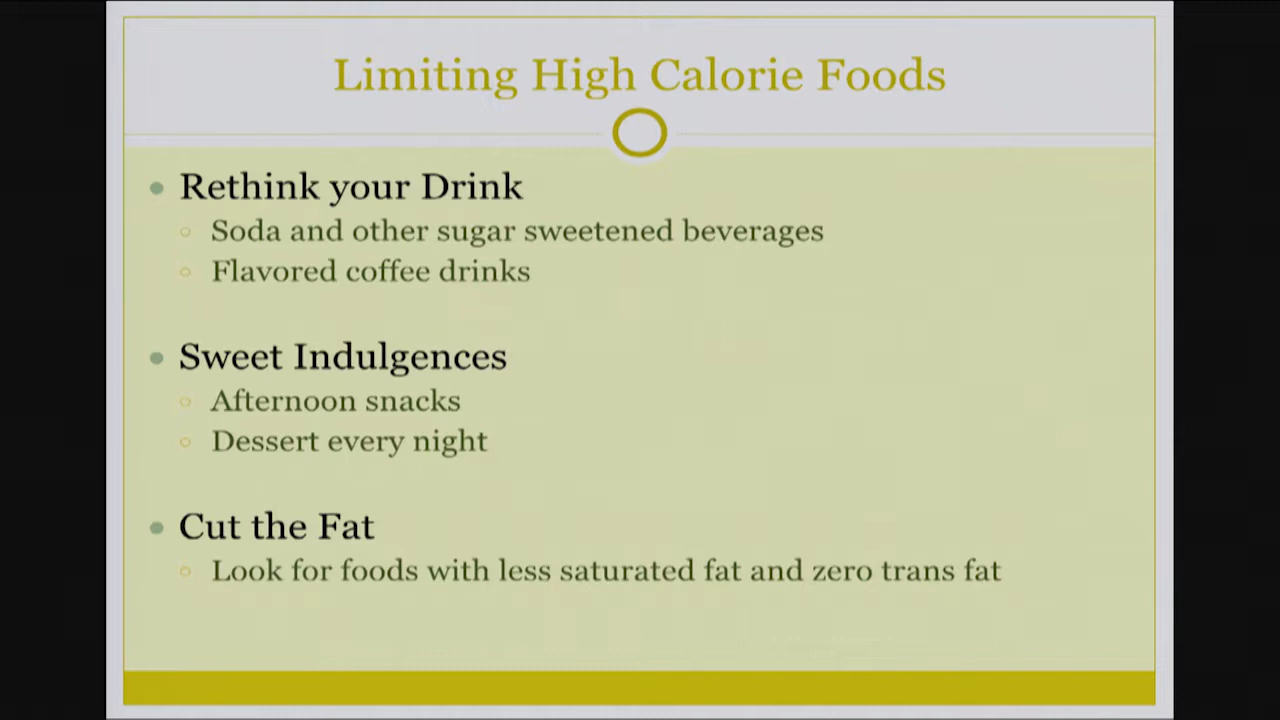 Limiting High Calorie Foods
Rethink your Drink
Soda and other sugar sweetened beverages
Flavored coffee drinks
Sweet Indulgences
Afternoon snacks
Dessert every night
Cut the Fat
Look for foods with less saturated fat and zero trans fat